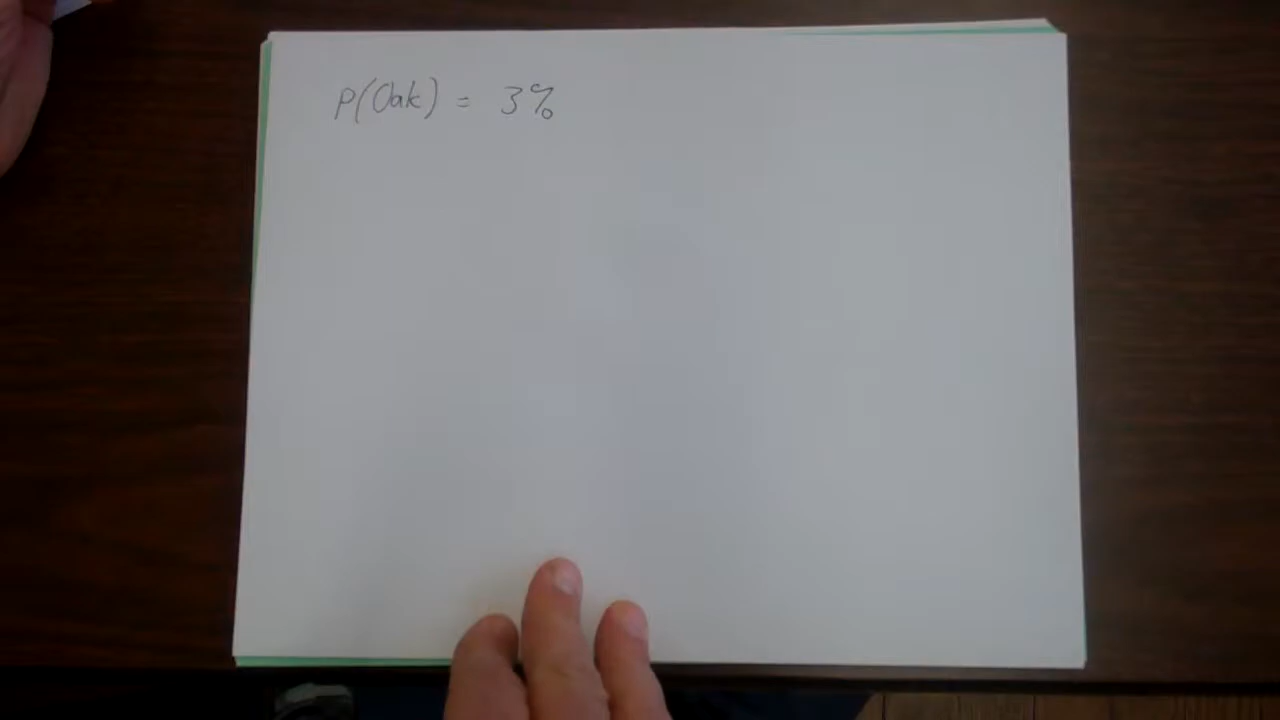 P(Oak) = 3%